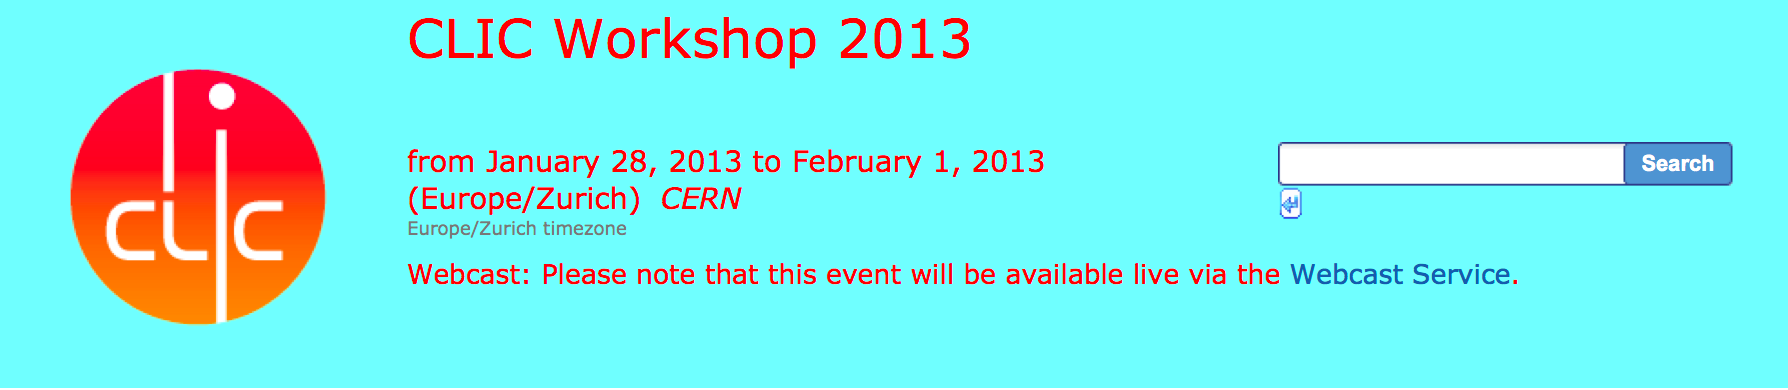 CLIC Workshop 2013
clic
from January 28, 2013 to February 1, 2013
(Europe/Zurich) CERN
Search
Europe/Zurich timezone
Webcast: Please note that this event will be available live via the Webcast Service.